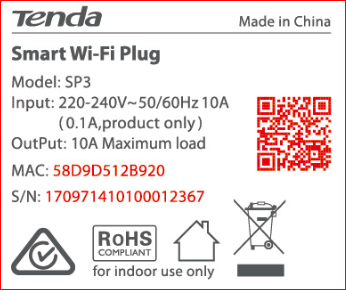 Tenda
Made in China
Smart Wi-Fi Plug
Model: SP3
Input: 220-240V~50/60Hz 10A
(0.1A,product only)
OutPut: 10A Maximum load
MAC: 58D9D512B920
S/N: 170971410100012367
RoHS
COMPLIANT
for indoor use only